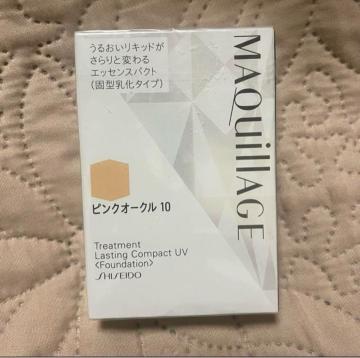 うるおいリキッドが
さらりと変わる
エッセンスパクト
(固型乳化タイプ)
MAQuillAGE
ピンクオークル 10
Treatment
Lasting Compact UV
<Foundation>
SHISEIDO